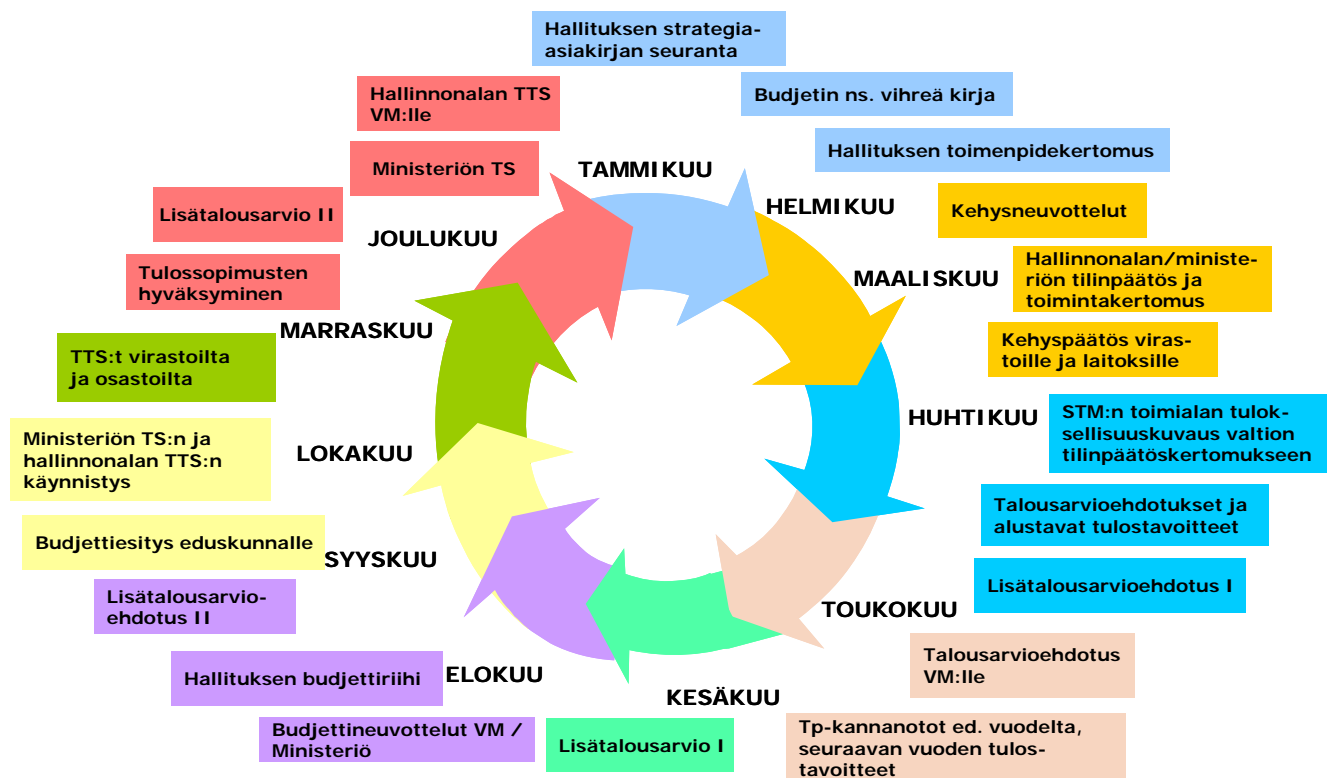 Hallituksen strategia-
asiakirjan seuranta
Budjetin ns. vihreä kirja
Hallituksen toimenpidekertomus
TAMMIKUU
HELMIKUU
Kehysneuvottelut
MAALISKUU
Hallinnonalan/ministe-
riön tilinpäätös ja
toimintakertomus
Kehyspäätös viras-
toille ja laitoksille
HUHTIKUU
STM:n toimialan tulok-
sellisuuskuvaus valtion
tilinpäätöskertomukseen
Talousarvioehdotukset ja
alustavat tulostavoitteet
Lisätalousarvioehdotus I
TOUKOKUU
Talousarvioehdotus
VM:lle
Tp-kannanotot ed. vuodelta,
seuraavan vuoden tulos-
tavoitteet
KESÄKUU
Lisätalousarvio I
ELOKUU
Budjettineuvottelut VM /
Ministeriö
Hallituksen budjettiriihi
Lisätalousarvio-
ehdotus II
SYYSKUU
Budjettiesitys eduskunnalle
LOKAKUU
Ministeriön TS:n ja
hallinnonalan TTS:n
käynnistys
MARRASKUU
TTS:t virastoilta
ja osastoilta
JOULUKUU
Tulossopimusten
hyväksyminen
Lisätalousarvio II
Ministeriön TS
Hallinnonalan TTS
VM:lle